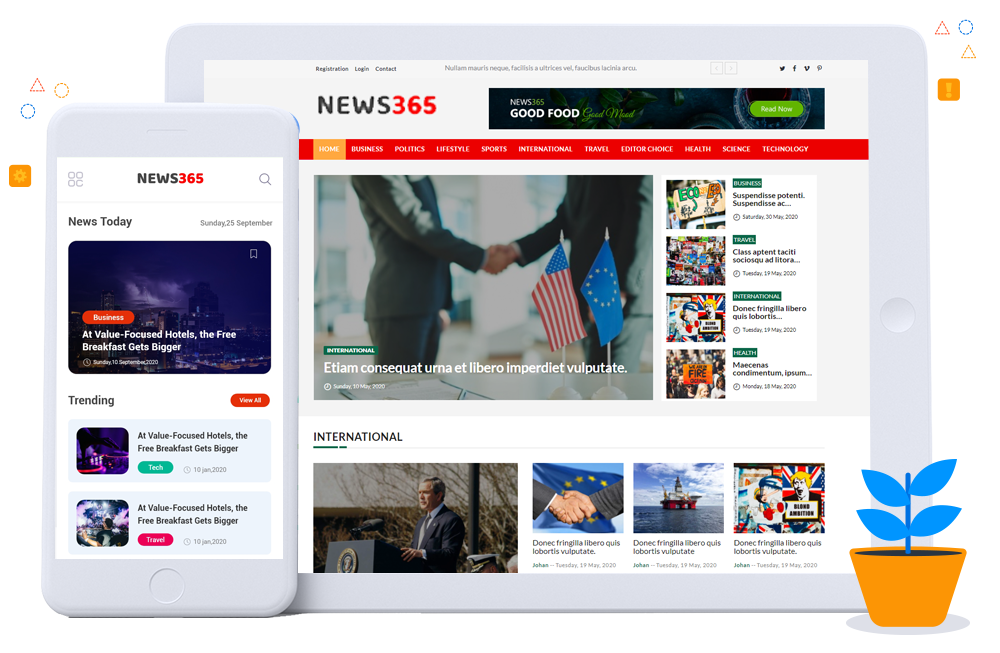 Registration Login Contact
Nullam mauris neque, facilisis a ultrices vel, faucibus lacinia arcu.
NEWS365
NEWS365
GOOD FOOD Good Mood
Read Now
HOME BUSINESS POLITICS LIFESTYLE SPORTS INTERNATIONAL TRAVEL EDITOR CHOICE HEALTH SCIENCE TECHNOLOGY
INTERNATIONAL
Etiam consequat urna et libero imperdiet vulputate.
Sunday, 10 May, 2020
ECO
BUSINESS
Suspendisse potenti.
Suspendisse ac...
Saturday, 30 May, 2020
TRAVEL
Class aptent taciti
sociosqu ad litora...
Tuesday, 19 May, 2020
BLOND
AMBITION
INTERNATIONAL
Donec fringilla libero
quis lobortis...
Tuesday, 19 May, 2020
FIRE
HEALTH
Maecenas
condimentum, ipsum...
Monday, 18 May, 2020
INTERNATIONAL
Donec fringilla libero quis
lobortis vulputate.
Johan -- Tuesday, 19 May, 2020
Donec fringilla libero quis
lobortis vulputate
Johan -- Tuesday, 19 May, 2020
BLOND
AMBITION
Donec fringilla libero quis
lobortis vulputate.
Johan -- Tuesday, 19 May, 2020
NEWS365
News Today
Sunday,25 September
Business
At Value-Focused Hotels, the Free
Breakfast Gets Bigger
Sunday,10 September,2020
Trending
View All
At Value-Focused Hotels, the
Free Breakfast Gets Bigger
Tech
10 jan,2020
At Value-Focused Hotels, the
Free Breakfast Gets Bigger
Travel
10 jan,2020